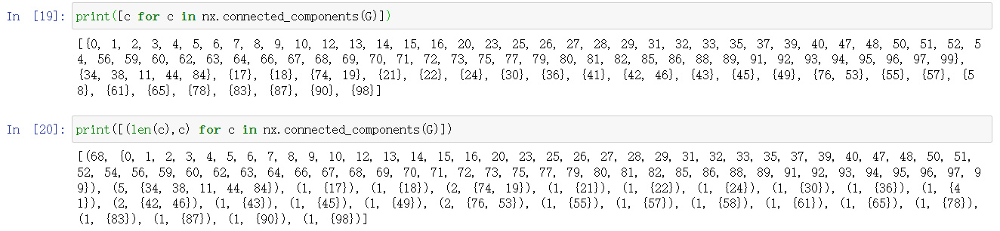 In [19]: print([c for c in nx.connected_components(G)])
[{0, 1, 2, 3, 4, 5, 6, 7, 8, 9, 10, 12, 13, 14, 15, 16, 20, 23, 25, 26, 27, 28, 29, 31, 32, 33, 35, 37, 39, 40, 47, 48, 50, 51, 52, 5
4, 56, 59, 60, 62, 63, 64, 66, 67, 68, 69, 70, 71, 72, 73, 75, 77, 79, 80, 81, 82, 85, 86, 88, 89, 91, 92, 93, 94, 95, 96, 97, 99},
{34, 38, 11, 44, 84}, {17}, {18}, {74, 19}, {21}, {22}, {24}, {30}, {36}, {41}, {42, 46}, {43}, {45}, {49}, {76, 53}, {55}, {57}, {5
8}, {61}, {65}, {78}, {83}, {87}, {90}, {98}]
In [20]: print([(len(c),c) for c in nx.connected_components(G)])
[(68, {0, 1, 2, 3, 4, 5, 6, 7, 8, 9, 10, 12, 13, 14, 15, 16, 20, 23, 25, 26, 27, 28, 29, 31, 32, 33, 35, 37, 39, 40, 47, 48, 50, 51,
52, 54, 56, 59, 60, 62, 63, 64, 66, 67, 68, 69, 70, 71, 72, 73, 75, 77, 79, 80, 81, 82, 85, 86, 88, 89, 91, 92, 93, 94, 95, 96, 97, 9
9}), (5, {34, 38, 11, 44, 84}), (1, {17}), (1, {18}), (2, {74, 19}), (1, {21}), (1, {22}), (1, {24}), (1, {30}), (1, {36}), (1, {4
1}), (2, {42, 46}), (1, {43}), (1, {45}), (1, {49}), (2, {76, 53}), (1, {55}), (1, {57}), (1, {58}), (1, {61}), (1, {65}), (1, {78}),
(1, {83}), (1, {87}), (1, {90}), (1, {98})]